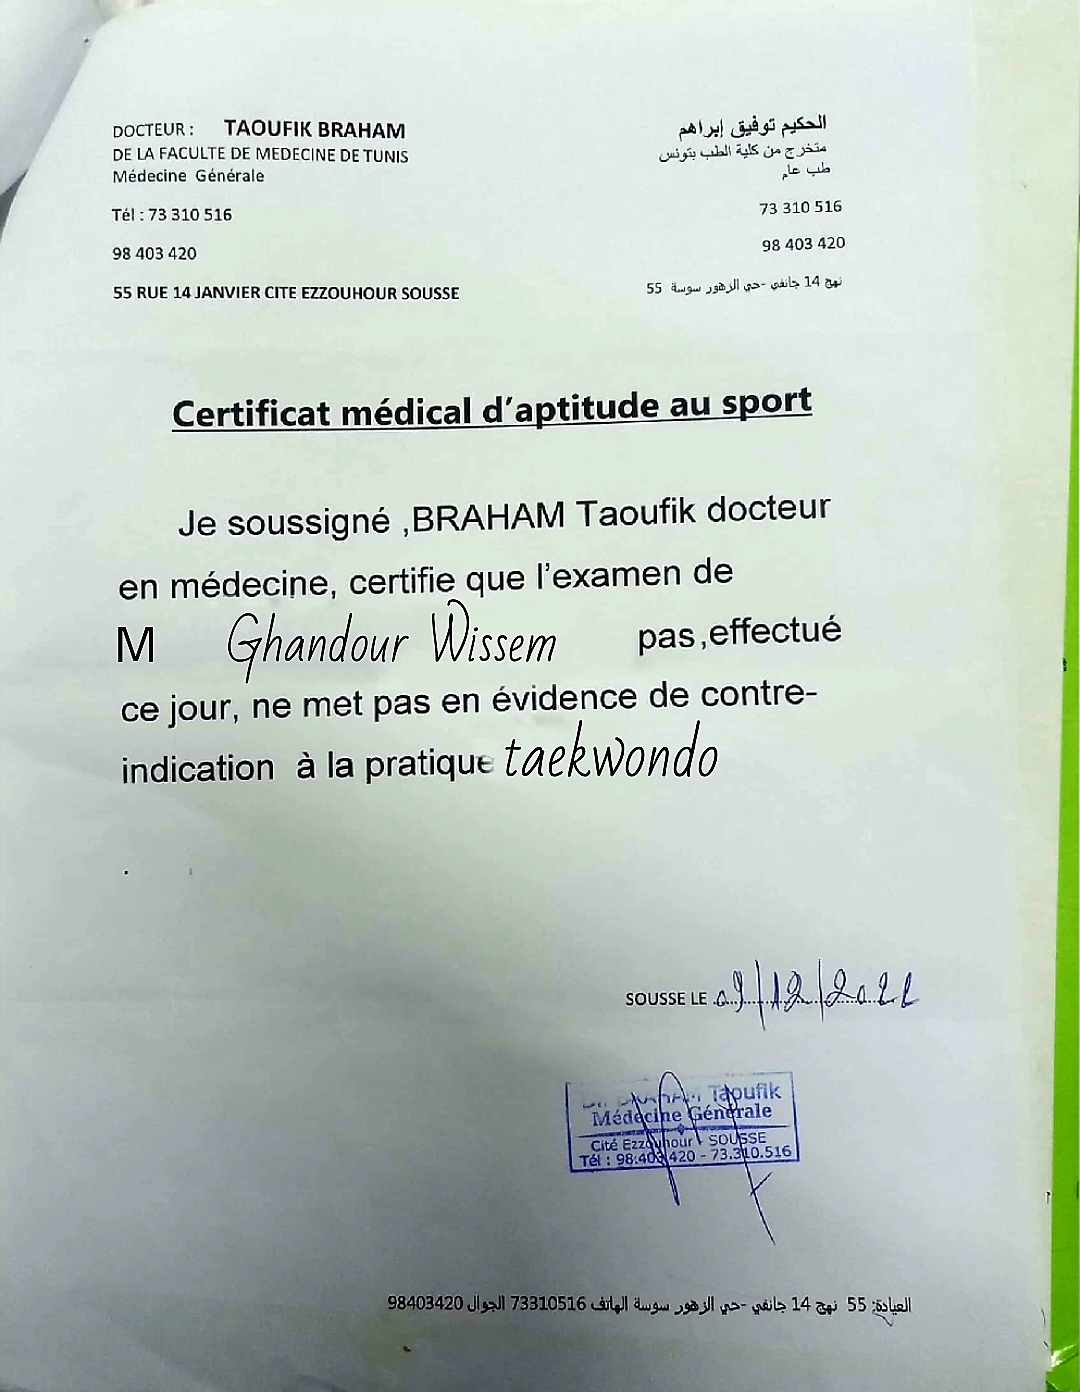 DOCTEUR : TAOUFIK BRAHAM
DE LA FACULTE DE MEDECINE DE TUNIS
Médecine Générale
Tél : 73 310 516
98 403 420
55 RUE 14 JANVIER CITE EZZOUHOUR SOUSSE
الحكيم توفيق إبراهم
متخرج من كلية الطب بتونس
طب عام
73 310 516
98 403 420
55 نهج 14 جانفي -حي الزهور سوسة
Certificat médical d'aptitude au sport
Je soussigné ,BRAHAM Taoufik docteur
en médecine, certifie que l'examen de
M Ghandour Wissem pas,effectué
ce jour, ne met pas en évidence de contre-
indication à la pratique taekwondo
SOUSSE LE 09/12/2022
Dr. BRAHAM Taoufik
Médecine Générale
Cité Ezzouhour - SOUSSE
Tél : 98.403.420 - 73.310.516
العيادة: 55 نهج 14 جانفي -حي الزهور سوسة الهاتف 73310516 الجوال 98403420